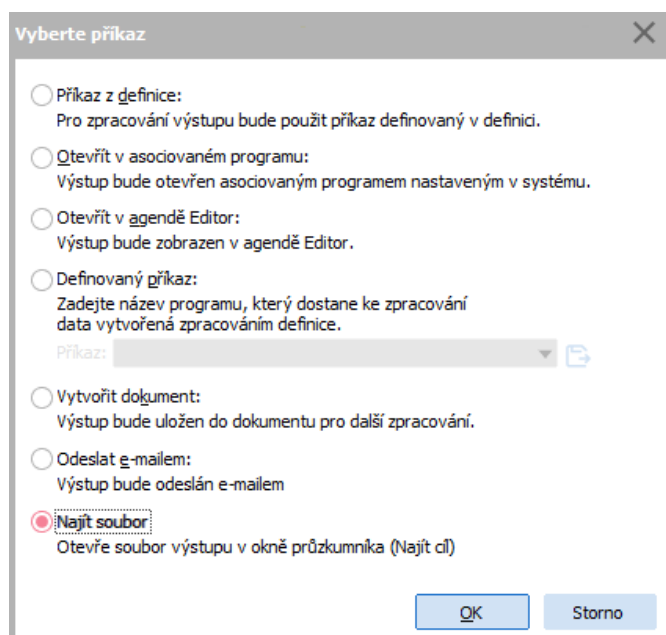 Vyberte příkaz
Příkaz z definice:
Pro zpracování výstupu bude použit příkaz definovaný v definici.
Otevřít v asociovaném programu:
Výstup bude otevřen asociovaným programem nastaveným v systému.
Otevřít v agendě Editor:
Výstup bude zobrazen v agendě Editor.
Definovaný příkaz:
Zadejte název programu, který dostane ke zpracování
data vytvořená zpracováním definice.
Příkaz:
Vytvořit dokument:
Výstup bude uložen do dokumentu pro další zpracování.
Odeslat e-mailem:
Výstup bude odeslán e-mailem
Najít soubor
Otevře soubor výstupu v okně průzkumníka (Najít cíl)
OK Storno